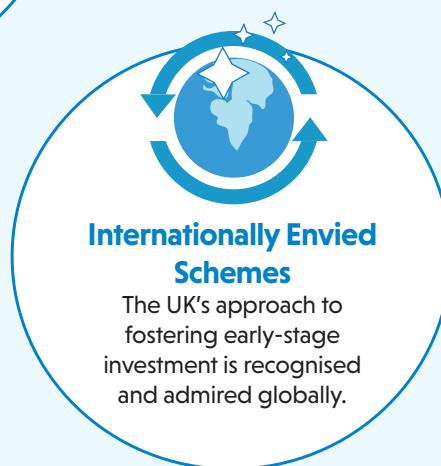 Internationally Envied
Schemes
The UK's approach to
fostering early-stage
investment is recognised
and admired globally.